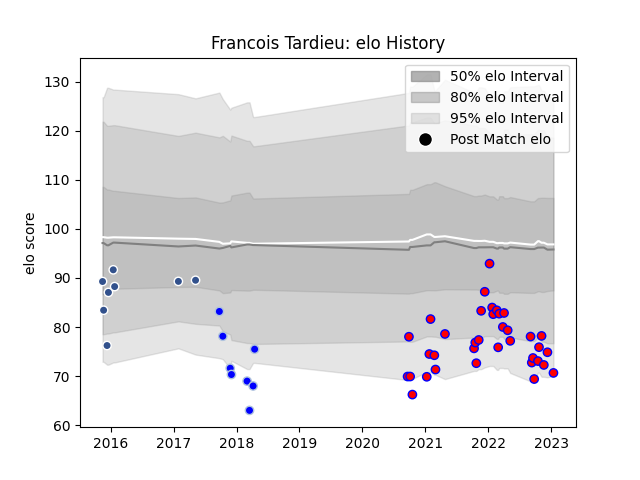 Francois Tardieu: elo History
50% elo Interval
80% elo Interval
95% elo Interval
Post Match elo
elo score
130
120
110
100
90
80
70
60
2016 2017 2018 2019 2020 2021 2022 2023